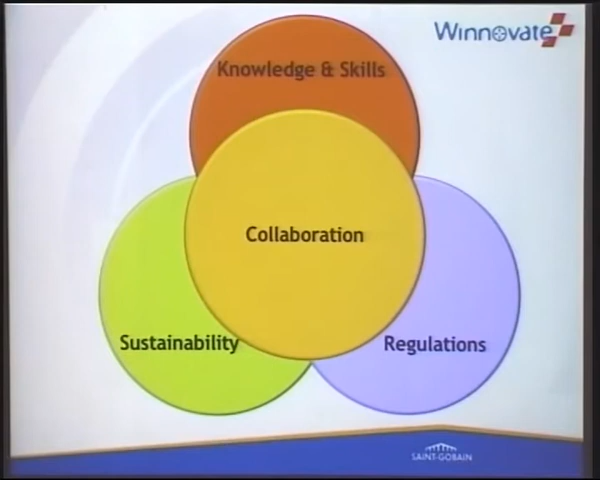 Winnovate
Knowledge & Skills
Collaboration
Sustainability
Regulations
SAINT-GOBAIN